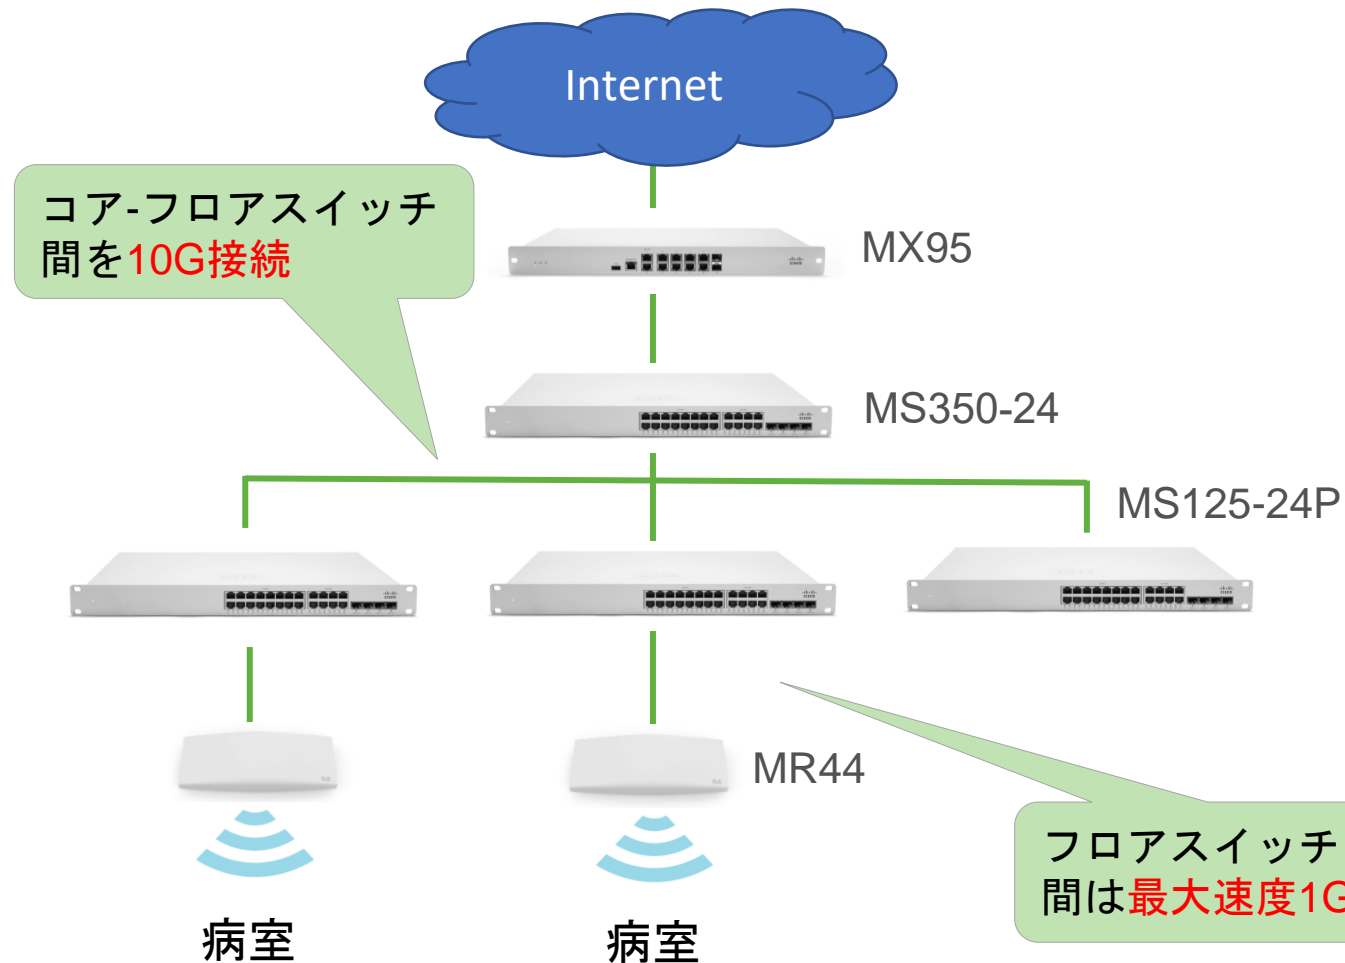 Internet
コア-フロアスイッチ
間を10G接続
MX95
MS350-24
MS125-24P
MR44
フロアスイッチ
間は最大速度1G
病室
病室